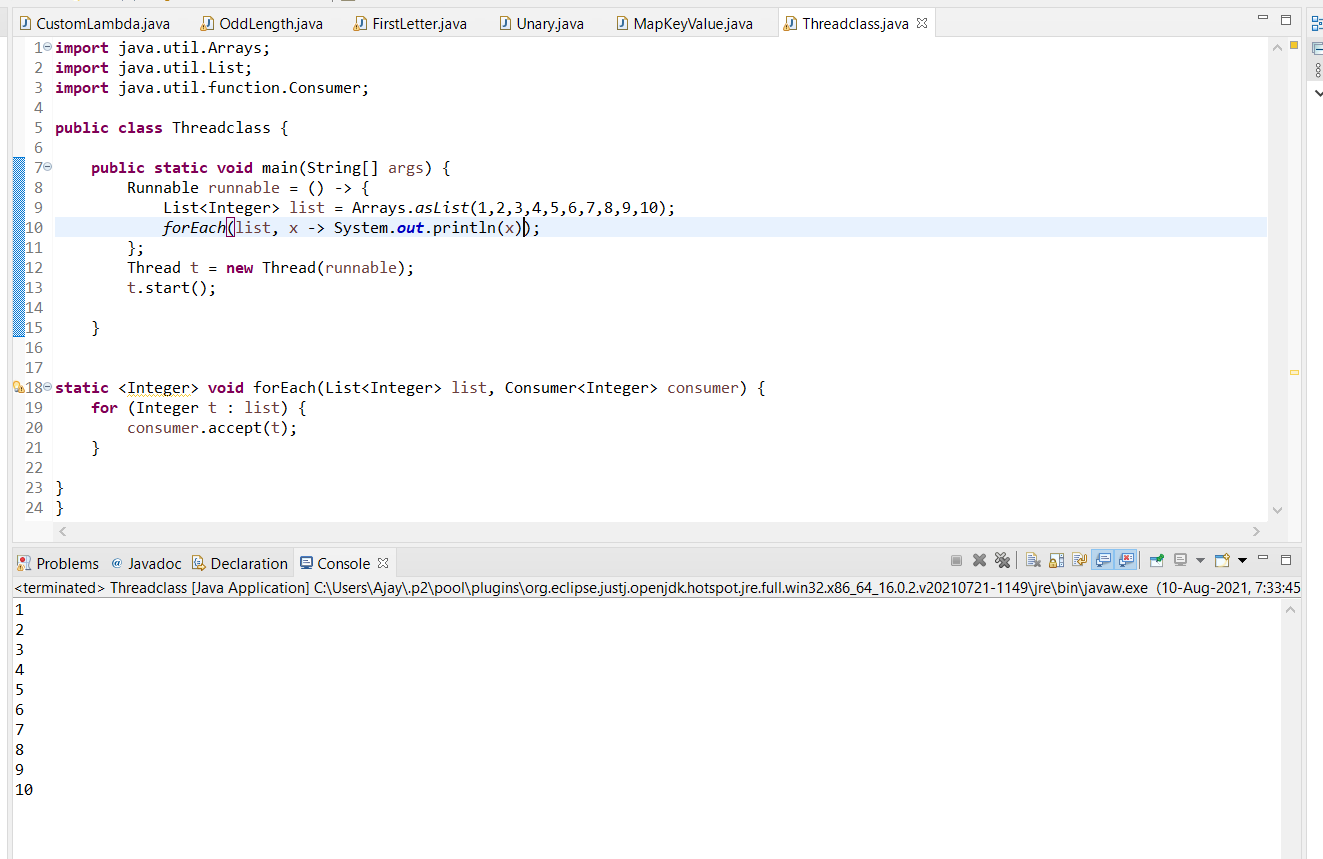 CustomLambda.java OddLength.java FirstLetter.java Unary.java MapKeyValue.java Threadclass.java
1 import java.util.Arrays;
2 import java.util.List;
3 import java.util.function.Consumer;
4
5 public class Threadclass {
6
7     public static void main(String[] args) {
8         Runnable runnable = () -> {
9             List<Integer> list = Arrays.asList(1,2,3,4,5,6,7,8,9,10);
10             forEach(list, x -> System.out.println(x));
11         };
12         Thread t = new Thread(runnable);
13         t.start();
14
15     }
16
17
18 static <Integer> void forEach(List<Integer> list, Consumer<Integer> consumer) {
19     for (Integer t : list) {
20         consumer.accept(t);
21     }
22
23 }
24 }
Problems @ Javadoc Declaration Console
<terminated> Threadclass [Java Application] C:\Users\Ajay\.p2\pool\plugins\org.eclipse.justj.openjdk.hotspot.jre.full.win32.x86_64_16.0.2.v20210721-1149\jre\bin\javaw.exe (10-Aug-2021, 7:33:45
1
2
3
4
5
6
7
8
9
10